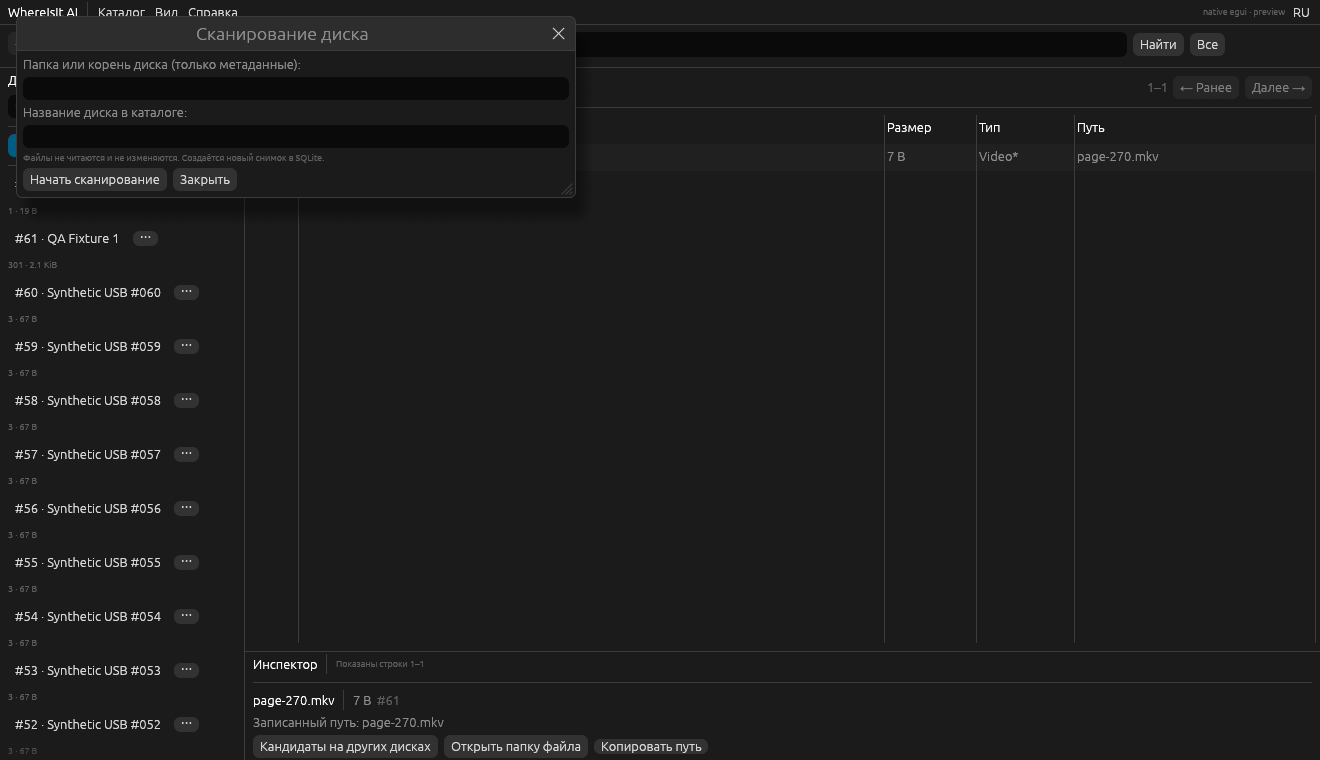 WhereIsIt AI Каталог Вид Справка native egui · preview RU
Сканирование диска
Найти Все
Папка или корень диска (только метаданные):
1–1 ← Ранее Далее →
Название диска в каталоге:
Размер Тип Путь
Файлы не читаются и не изменяются. Создаётся новый снимок в SQLite.
7 B Video* page-270.mkv
Начать сканирование Закрыть
1 · 19 B
#61 · QA Fixture 1 ···
301 · 2.1 KiB
#60 · Synthetic USB #060 ···
3 · 67 B
#59 · Synthetic USB #059 ···
3 · 67 B
#58 · Synthetic USB #058 ···
3 · 67 B
#57 · Synthetic USB #057 ···
3 · 67 B
#56 · Synthetic USB #056 ···
3 · 67 B
#55 · Synthetic USB #055 ···
3 · 67 B
#54 · Synthetic USB #054 ···
3 · 67 B
#53 · Synthetic USB #053 ···
3 · 67 B
#52 · Synthetic USB #052 ···
3 · 67 B
Инспектор Показаны строки 1–1
page-270.mkv 7 B #61
Записанный путь: page-270.mkv
Кандидаты на других дисках Открыть папку файла Копировать путь